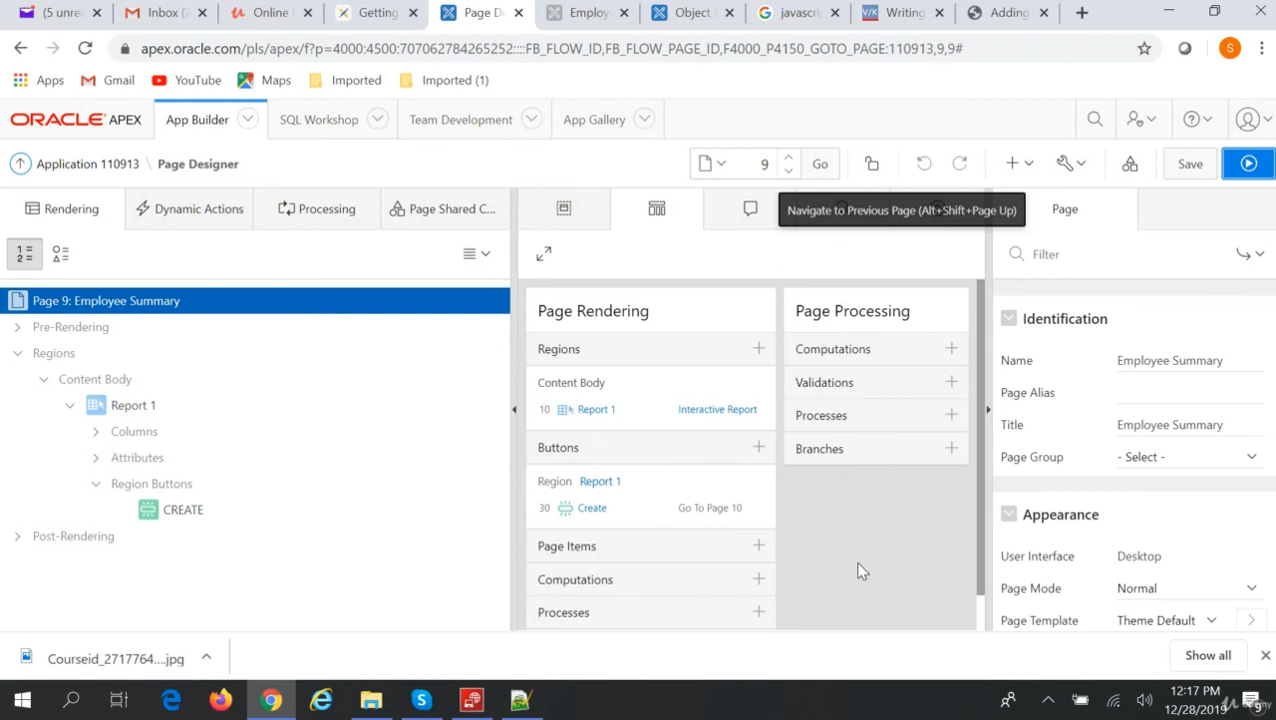 (5 unre
Inbox (
Online
Getting
Page D
Employ
Object
javascri
Writing
Adding
apex.oracle.com/pls/apex/f?p=4000:4500:707062784265252::::FB_FLOW_ID,FB_FLOW_PAGE_ID,F4000_P4150_GOTO_PAGE:110913,9,9#
S
Apps
Gmail
YouTube
Maps
Imported
Imported (1)
ORACLE APEX
App Builder
SQL Workshop
Team Development
App Gallery
Application 110913 \ Page Designer
9
Go
Save
Rendering
Dynamic Actions
Processing
Page Shared C...
Navigate to Previous Page (Alt+Shift+Page Up)
Page
Filter
Page 9: Employee Summary
Pre-Rendering
Regions
Content Body
Report 1
Columns
Attributes
Region Buttons
CREATE
Post-Rendering
Page Rendering
Regions
Content Body
10 Report 1 Interactive Report
Buttons
Region Report 1
30 Create Go To Page 10
Page Items
Computations
Processes
Page Processing
Computations
Validations
Processes
Branches
Identification
Name Employee Summary
Page Alias
Title Employee Summary
Page Group - Select -
Appearance
User Interface Desktop
Page Mode Normal
Page Template Theme Default
Courseid_2717764....jpg
Show all
12:17 PM
12/28/2019